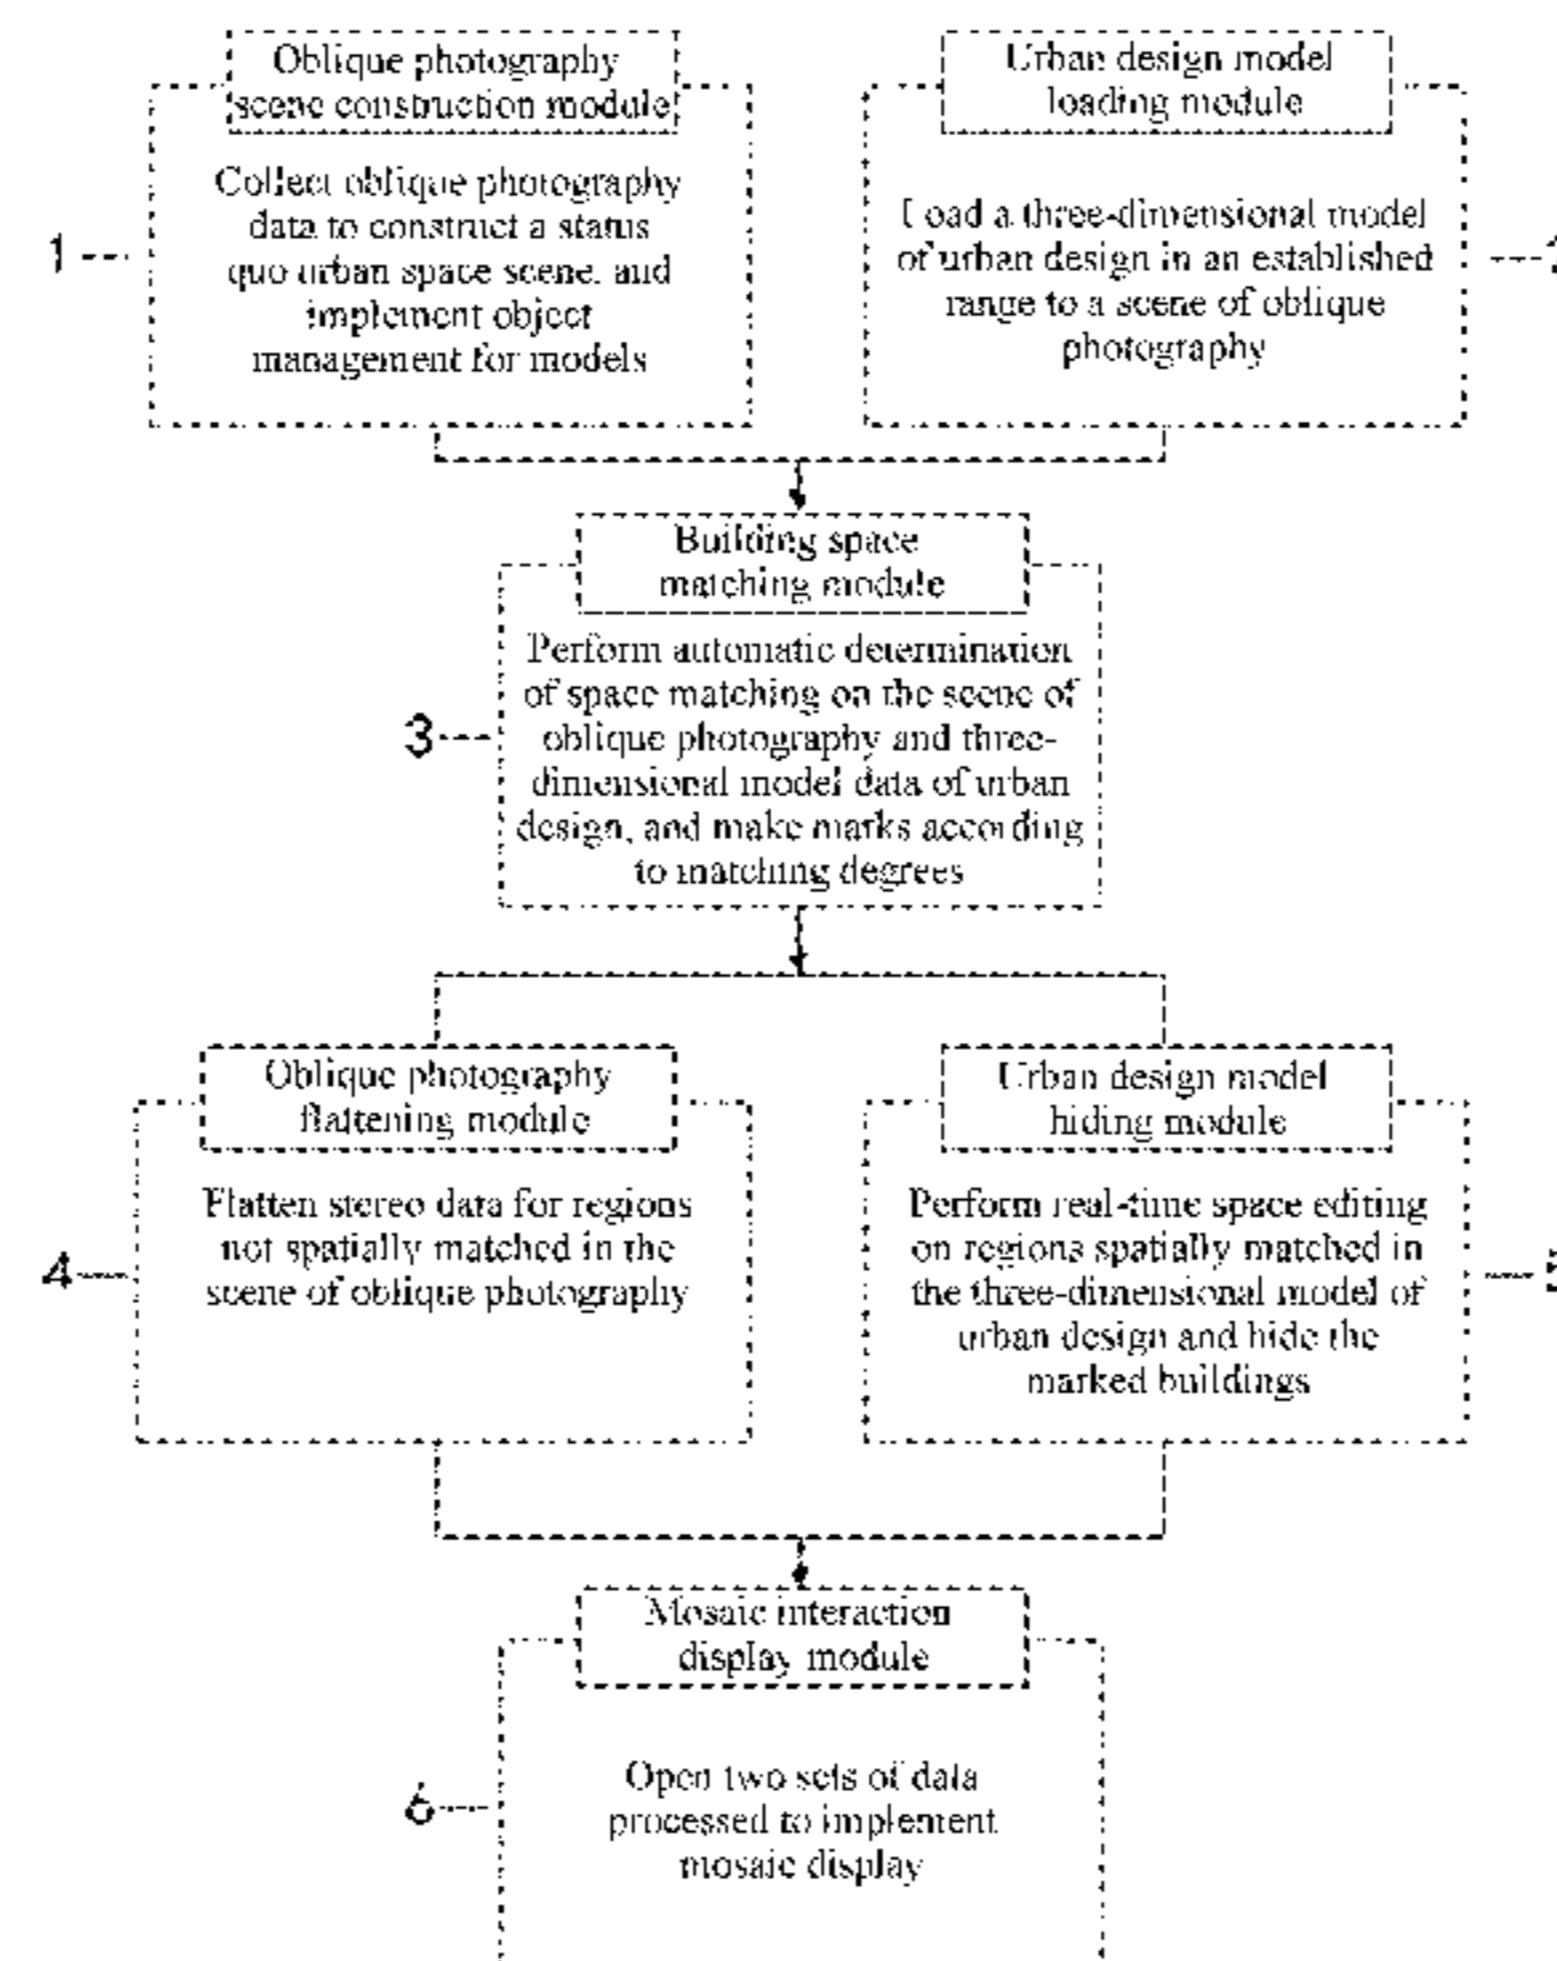 Oblique photography
scene construction module
Collect oblique photography
data to construct a status
quo urban space scene, and
implement object
management for models
1
Urban design model
loading module
Load a three-dimensional model
of urban design in an established
range to a scene of oblique
photography
Building space
matching module
Perform automatic determination
of space matching on the scene of
oblique photography and three-
dimensional model data of urban
design, and make marks according
to matching degrees
3
Oblique photography
flattening module
Flatten stereo data for regions
not spatially matched in the
scene of oblique photography
4
Urban design model
hiding module
Perform real-time space editing
on regions spatially matched in
the three-dimensional model of
urban design and hide the
marked buildings
Mosaic interaction
display module
Open two sets of data
processed to implement
mosaic display
6